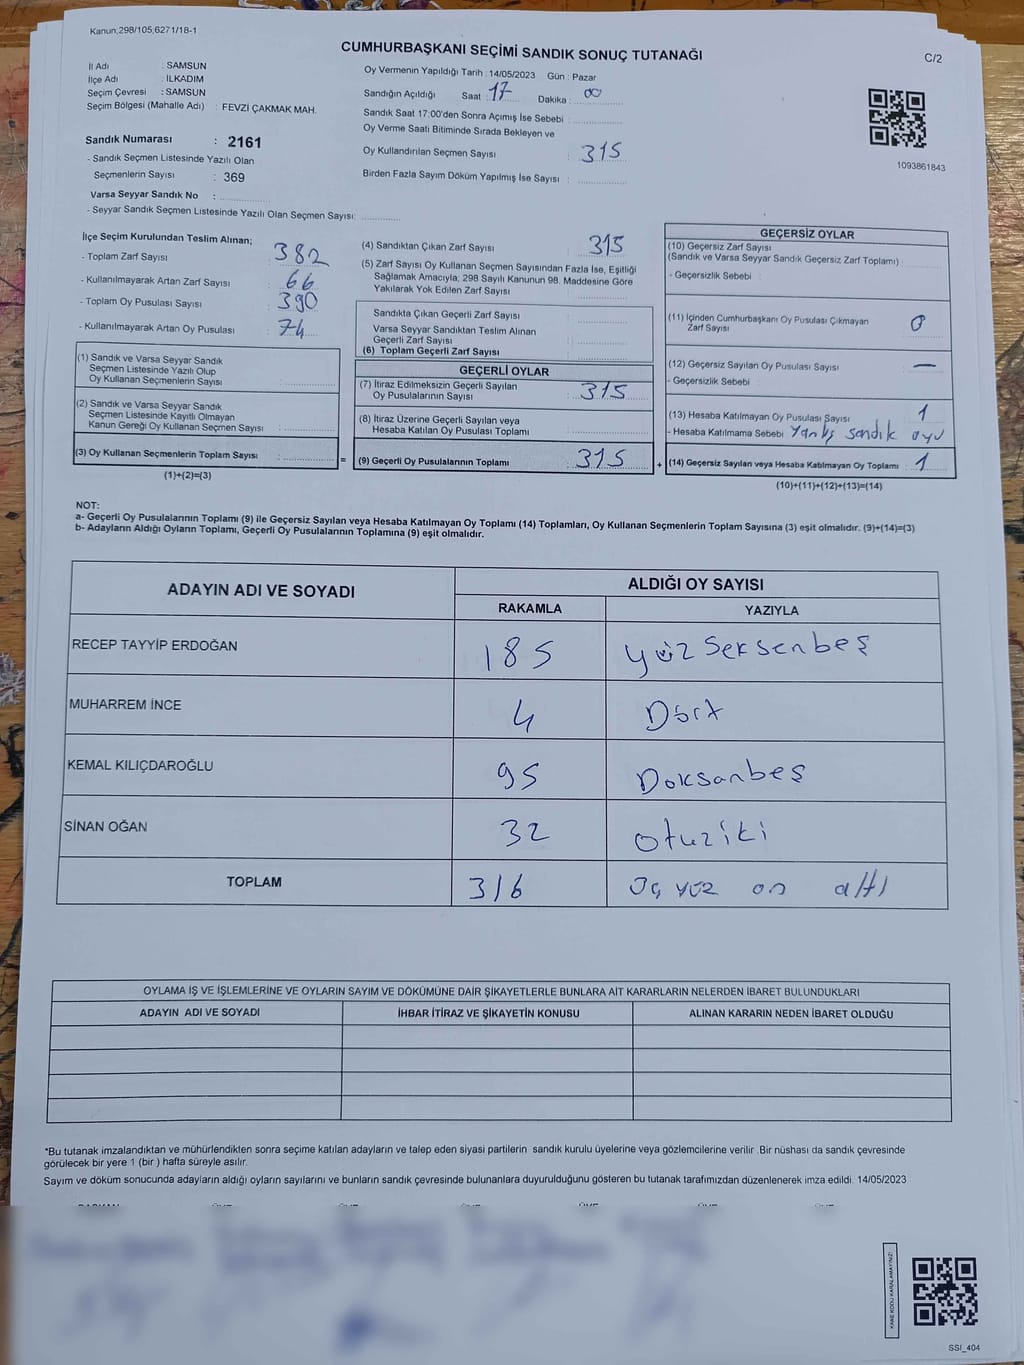 Kanun;298/105;6271/18-1
CUMHURBAŞKANI SEÇİMİ SANDIK SONUÇ TUTANAĞI
C/2
İl Adı : SAMSUN
İlçe Adı : İLKADIM
Seçim Çevresi : SAMSUN
Seçim Bölgesi (Mahalle Adı) : FEVZİ ÇAKMAK MAH.
Sandık Numarası : 2161
- Sandık Seçmen Listesinde Yazılı Olan
Seçmenlerin Sayısı : 369
Varsa Seyyar Sandık No :
- Seyyar Sandık Seçmen Listesinde Yazılı Olan Seçmen Sayısı:
Oy Vermenin Yapıldığı Tarih : 14/05/2023 Gün : Pazar
Sandığın Açıldığı Saat : 17 Dakika : 00
Sandık Saat 17:00'den Sonra Açımış İse Sebebi :
Oy Verme Saati Bitiminde Sırada Bekleyen ve
Oy Kullandırılan Seçmen Sayısı : 315
Birden Fazla Sayım Döküm Yapılmış İse Sayısı :
1093861843
İlçe Seçim Kurulundan Teslim Alınan;
- Toplam Zarf Sayısı : 382
- Kullanılmayarak Artan Zarf Sayısı : 66
- Toplam Oy Pusulası Sayısı : 390
- Kullanılmayarak Artan Oy Pusulası : 74
(1) Sandık ve Varsa Seyyar Sandık
Seçmen Listesinde Yazılı Olup
Oy Kullanan Seçmenlerin Sayısı :
(2) Sandık ve Varsa Seyyar Sandık
Seçmen Listesinde Kayıtlı Olmayan
Kanun Gereği Oy Kullanan Seçmen Sayısı :
(3) Oy Kullanan Seçmenlerin Toplam Sayısı :
(1)+(2)=(3)
(4) Sandıktan Çıkan Zarf Sayısı : 315
(5) Zarf Sayısı Oy Kullanan Seçmen Sayısından Fazla İse, Eşitliği
Sağlamak Amacıyla; 298 Sayılı Kanunun 98. Maddesine Göre
Yakılarak Yok Edilen Zarf Sayısı :
Sandıkta Çıkan Geçerli Zarf Sayısı :
Varsa Seyyar Sandıktan Teslim Alınan
Geçerli Zarf Sayısı :
(6) Toplam Geçerli Zarf Sayısı :
GEÇERLİ OYLAR
(7) İtiraz Edilmeksizin Geçerli Sayılan
Oy Pusulalarının Sayısı : 315
(8) İtiraz Üzerine Geçerli Sayılan veya
Hesaba Katılan Oy Pusulası Toplamı :
= (9) Geçerli Oy Pusulalarının Toplamı : 315
GEÇERSİZ OYLAR
(10) Geçersiz Zarf Sayısı
(Sandık ve Varsa Seyyar Sandık Geçersiz Zarf Toplamı) :
- Geçersizlik Sebebi :
(11) İçinden Cumhurbaşkanı Oy Pusulası Çıkmayan
Zarf Sayısı : 0
(12) Geçersiz Sayılan Oy Pusulası Sayısı : —
- Geçersizlik Sebebi :
(13) Hesaba Katılmayan Oy Pusulası Sayısı : 1
- Hesaba Katılmama Sebebi : Yanlış sandık oyu
+ (14) Geçersiz Sayılan veya Hesaba Katılmayan Oy Toplamı : 1
(10)+(11)+(12)+(13)=(14)
NOT:
a- Geçerli Oy Pusulalarının Toplamı (9) ile Geçersiz Sayılan veya Hesaba Katılmayan Oy Toplamı (14) Toplamları, Oy Kullanan Seçmenlerin Toplam Sayısına (3) eşit olmalıdır. (9)+(14)=(3)
b- Adayların Aldığı Oyların Toplamı, Geçerli Oy Pusulalarının Toplamına (9) eşit olmalıdır.
ADAYIN ADI VE SOYADI
ALDIĞI OY SAYISI
RAKAMLA YAZIYLA
RECEP TAYYİP ERDOĞAN 185 yüz Seksenbeş
MUHARREM İNCE 4 Dört
KEMAL KILIÇDAROĞLU 95 Doksanbeş
SİNAN OĞAN 32 otuziki
TOPLAM 316 üç yüz on altı
OYLAMA İŞ VE İŞLEMLERİNE VE OYLARIN SAYIM VE DÖKÜMÜNE DAİR ŞİKAYETLERLE BUNLARA AİT KARARLARIN NELERDEN İBARET BULUNDUKLARI
ADAYIN ADI VE SOYADI İHBAR İTİRAZ VE ŞİKAYETİN KONUSU ALINAN KARARIN NEDEN İBARET OLDUĞU
*Bu tutanak imzalandıktan ve mühürlendikten sonra seçime katılan adayların ve talep eden siyasi partilerin sandık kurulu üyelerine veya gözlemcilerine verilir .Bir nüshası da sandık çevresinde
görülecek bir yere 1 (bir ) hafta süreyle asılır.
Sayım ve döküm sonucunda adayların aldığı oyların sayılarını ve bunların sandık çevresinde bulunanlara duyurulduğunu gösteren bu tutanak tarafımızdan düzenlenerek imza edildi. 14/05/2023
KARE KODU KARALAMAYINIZ!
SSI_404